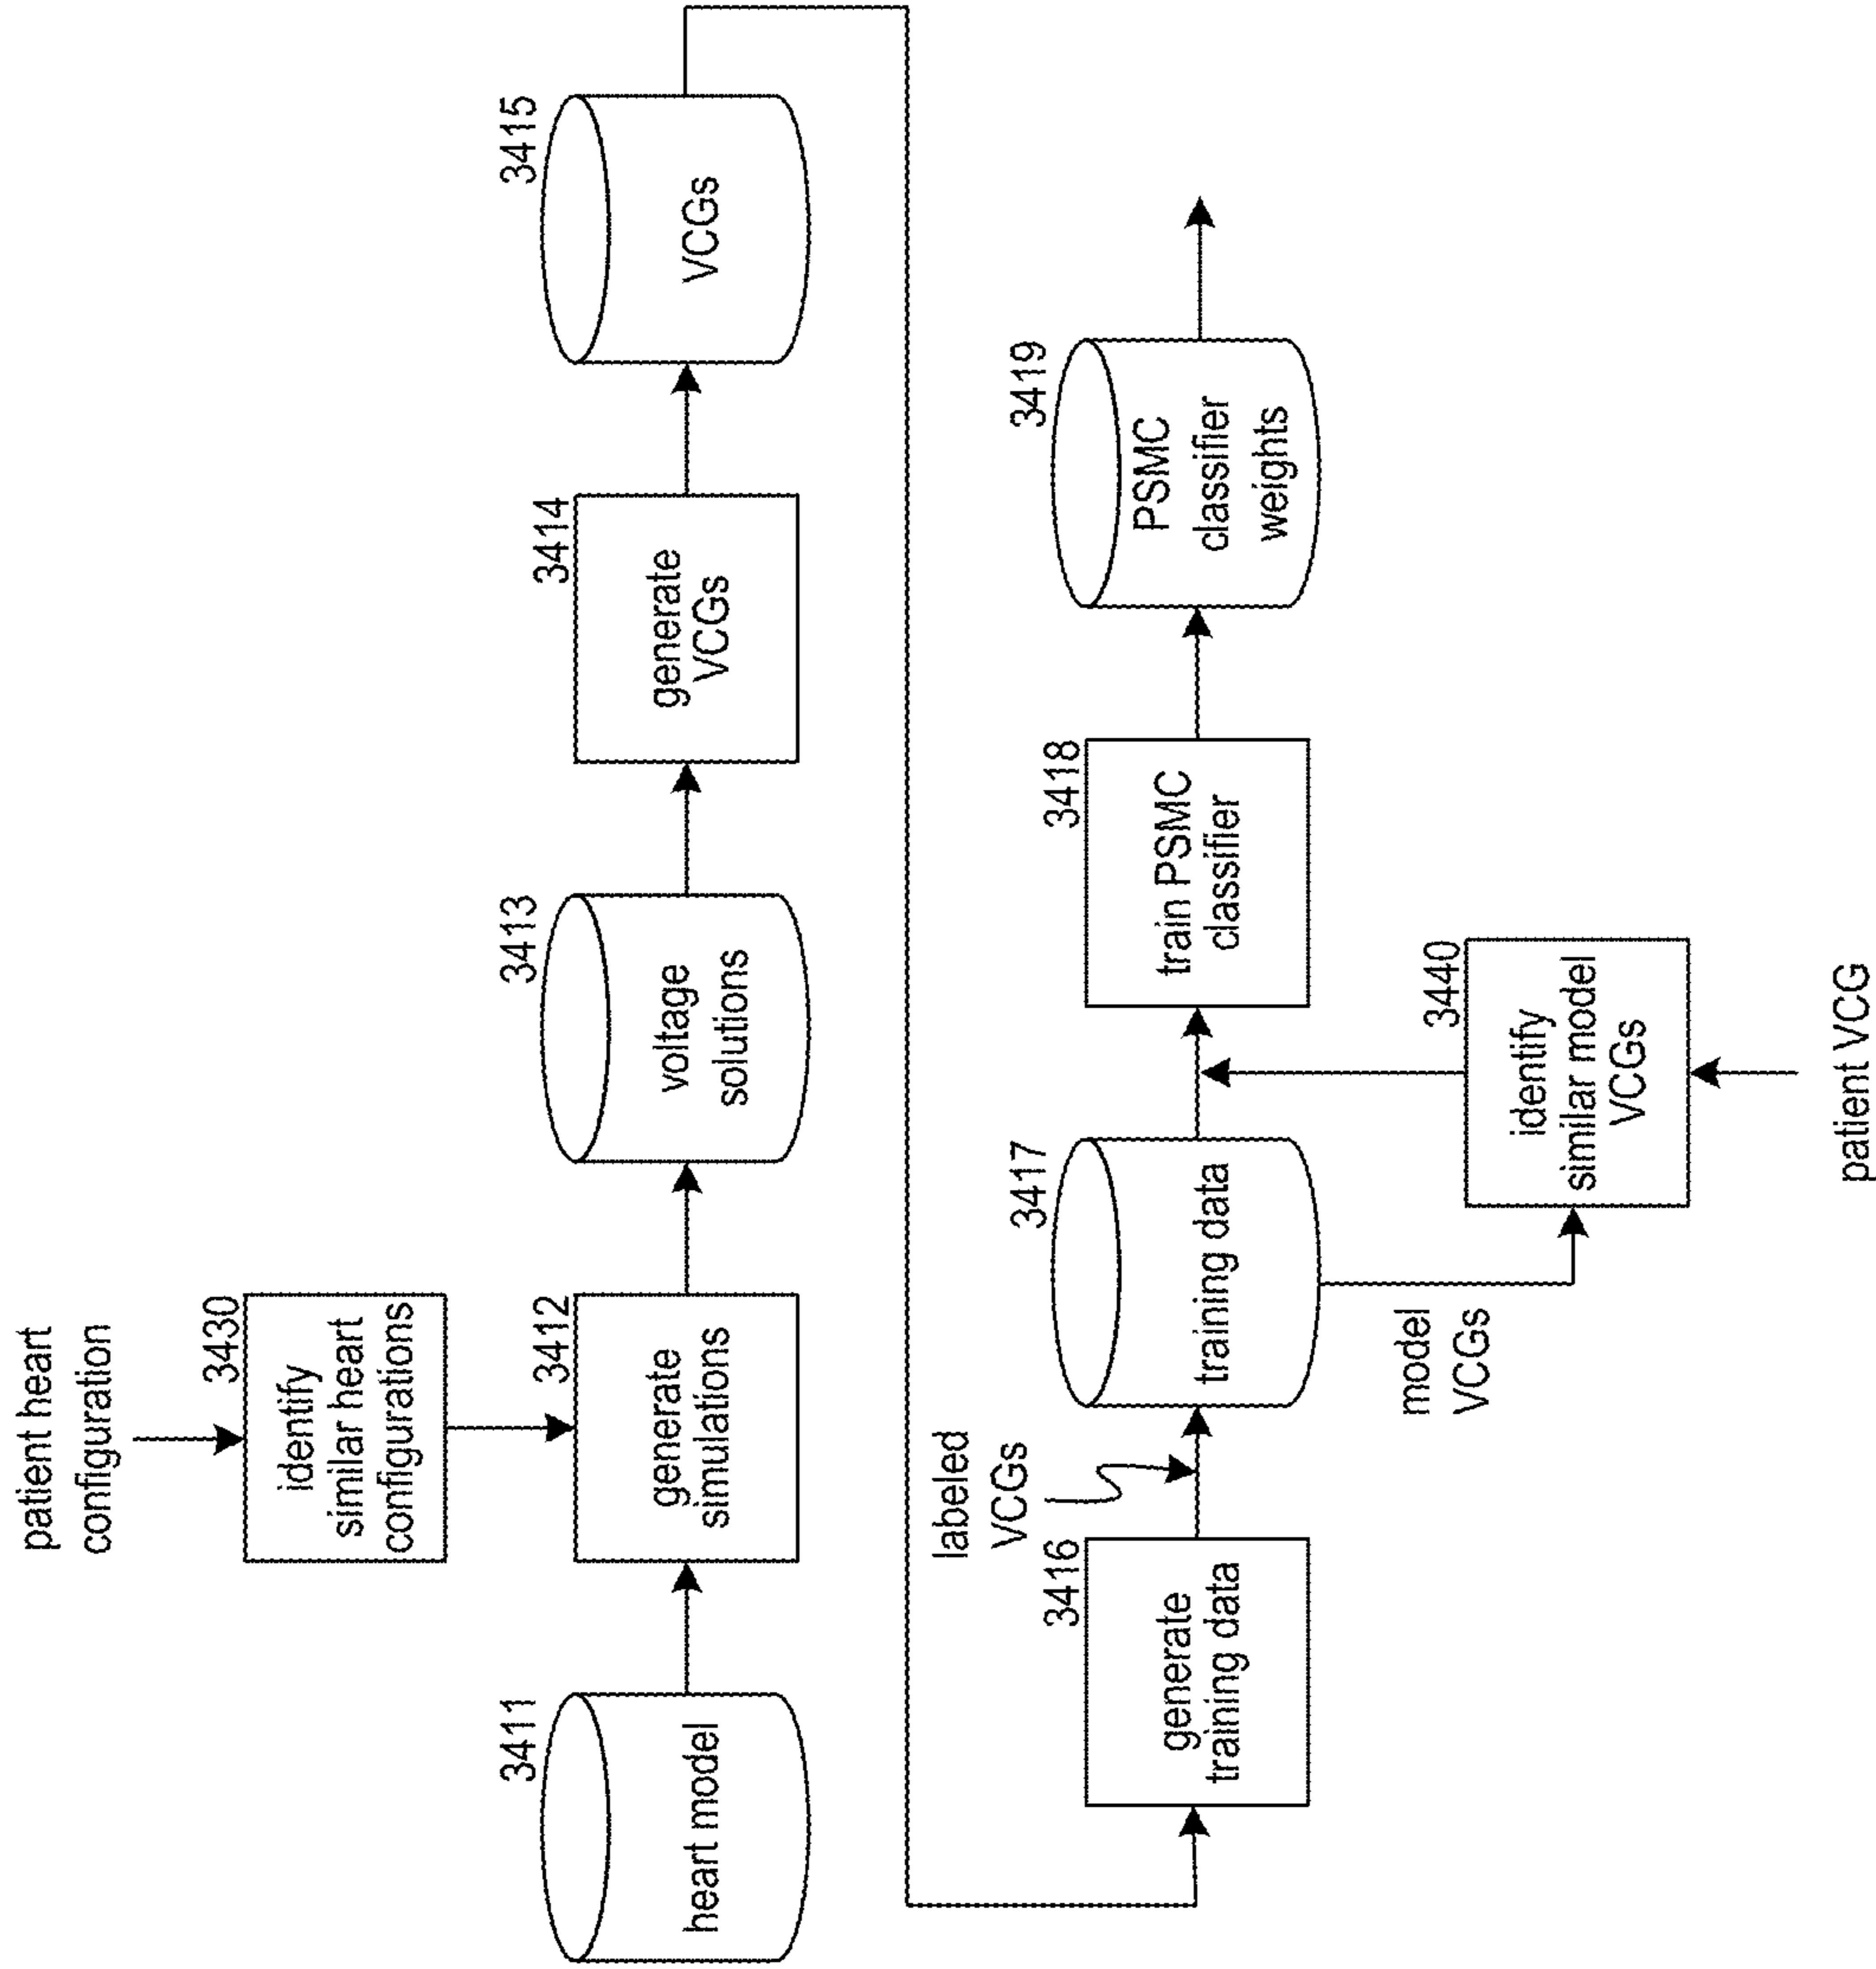 patient heart
configuration
3430
identify
similar heart
configurations
3411
heart model
3412
generate
simulations
3413
voltage
solutions
3414
generate
VCGs
3415
VCGs
3416
generate
training data
labeled
VCGs
3417
training data
model
VCGs
3440
identify
similar model
VCGs
patient VCG
3418
train PSMC
classifier
3419
PSMC
classifier
weights